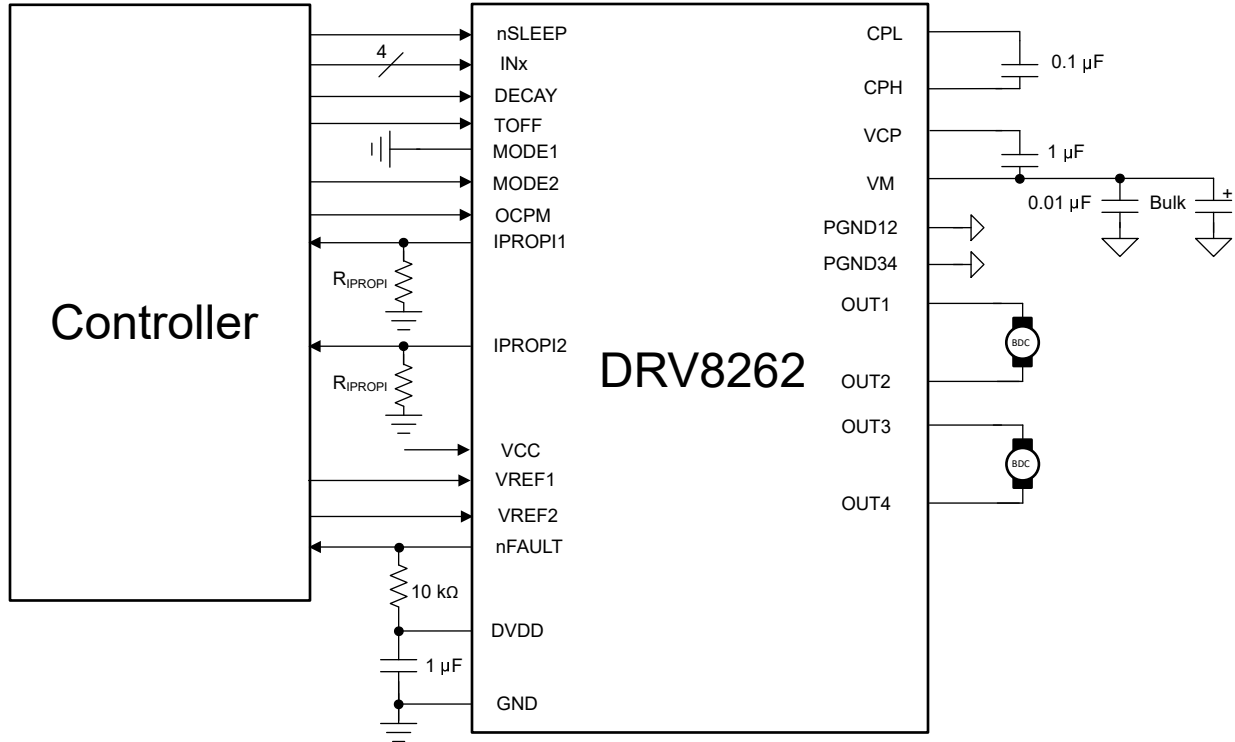 Controller
4
nSLEEP
INx
DECAY
TOFF
MODE1
MODE2
OCPM
IPROPI1
RIPROPI
IPROPI2
RIPROPI
VCC
VREF1
VREF2
nFAULT
10 kΩ
DVDD
1 µF
GND
DRV8262
CPL
0.1 µF
CPH
VCP
1 µF
VM
0.01 µF
Bulk
+
PGND12
PGND34
OUT1
BDC
OUT2
OUT3
BDC
OUT4